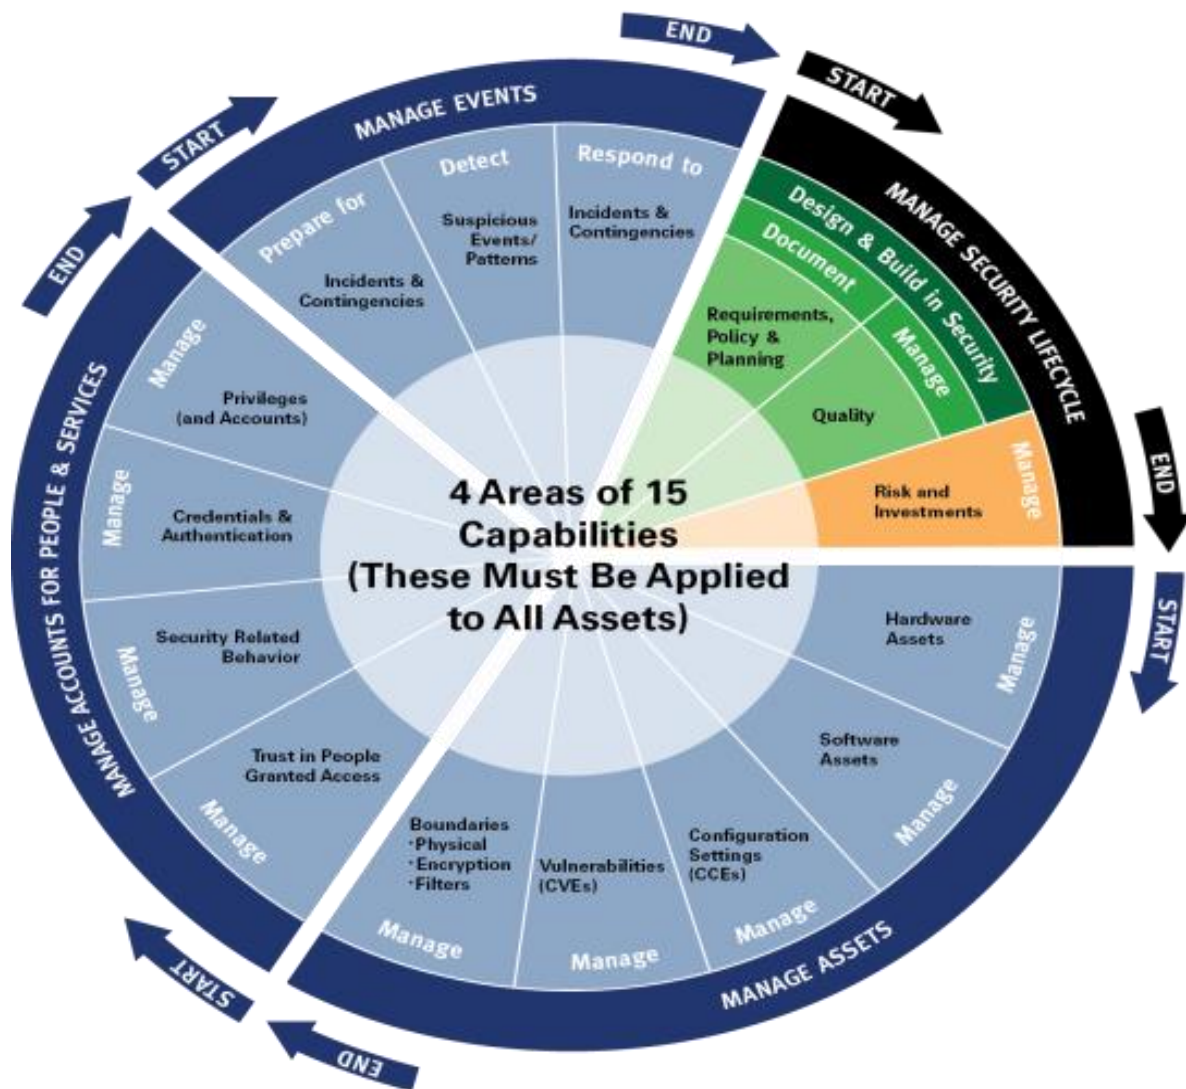 END
START
MANAGE SECURITY LIFECYCLE
Design & Build in Security
Document
Requirements,
Policy &
Planning
Manage
Quality
Manage
Risk and
Investments
END
START
MANAGE ASSETS
Manage
Hardware
Assets
Manage
Software
Assets
Manage
Configuration
Settings
(CCEs)
Manage
Vulnerabilities
(CVEs)
Manage
Boundaries
·Physical
·Encryption
·Filters
END
START
MANAGE ACCOUNTS FOR PEOPLE & SERVICES
Manage
Trust in People
Granted Access
Manage
Security Related
Behavior
Manage
Credentials &
Authentication
Manage
Privileges
(and Accounts)
END
START
MANAGE EVENTS
Prepare for
Incidents &
Contingencies
Detect
Suspicious
Events/
Patterns
Respond to
Incidents &
Contingencies
4 Areas of 15
Capabilities
(These Must Be Applied
to All Assets)